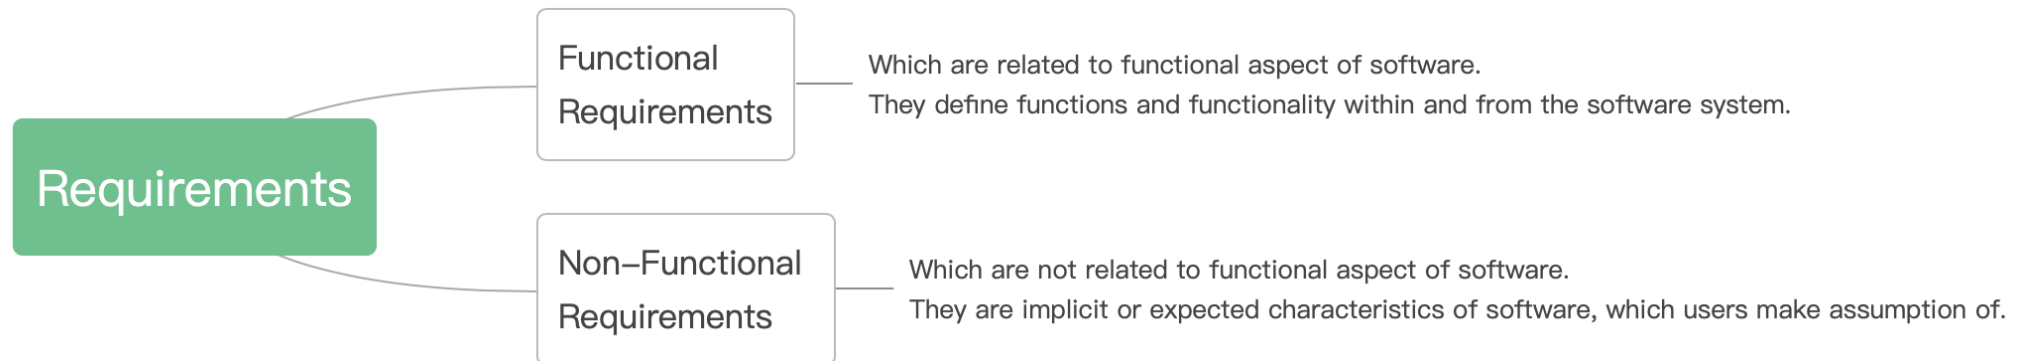 Requirements
Functional
Requirements
Which are related to functional aspect of software.
They define functions and functionality within and from the software system.
Non–Functional
Requirements
Which are not related to functional aspect of software.
They are implicit or expected characteristics of software, which users make assumption of.